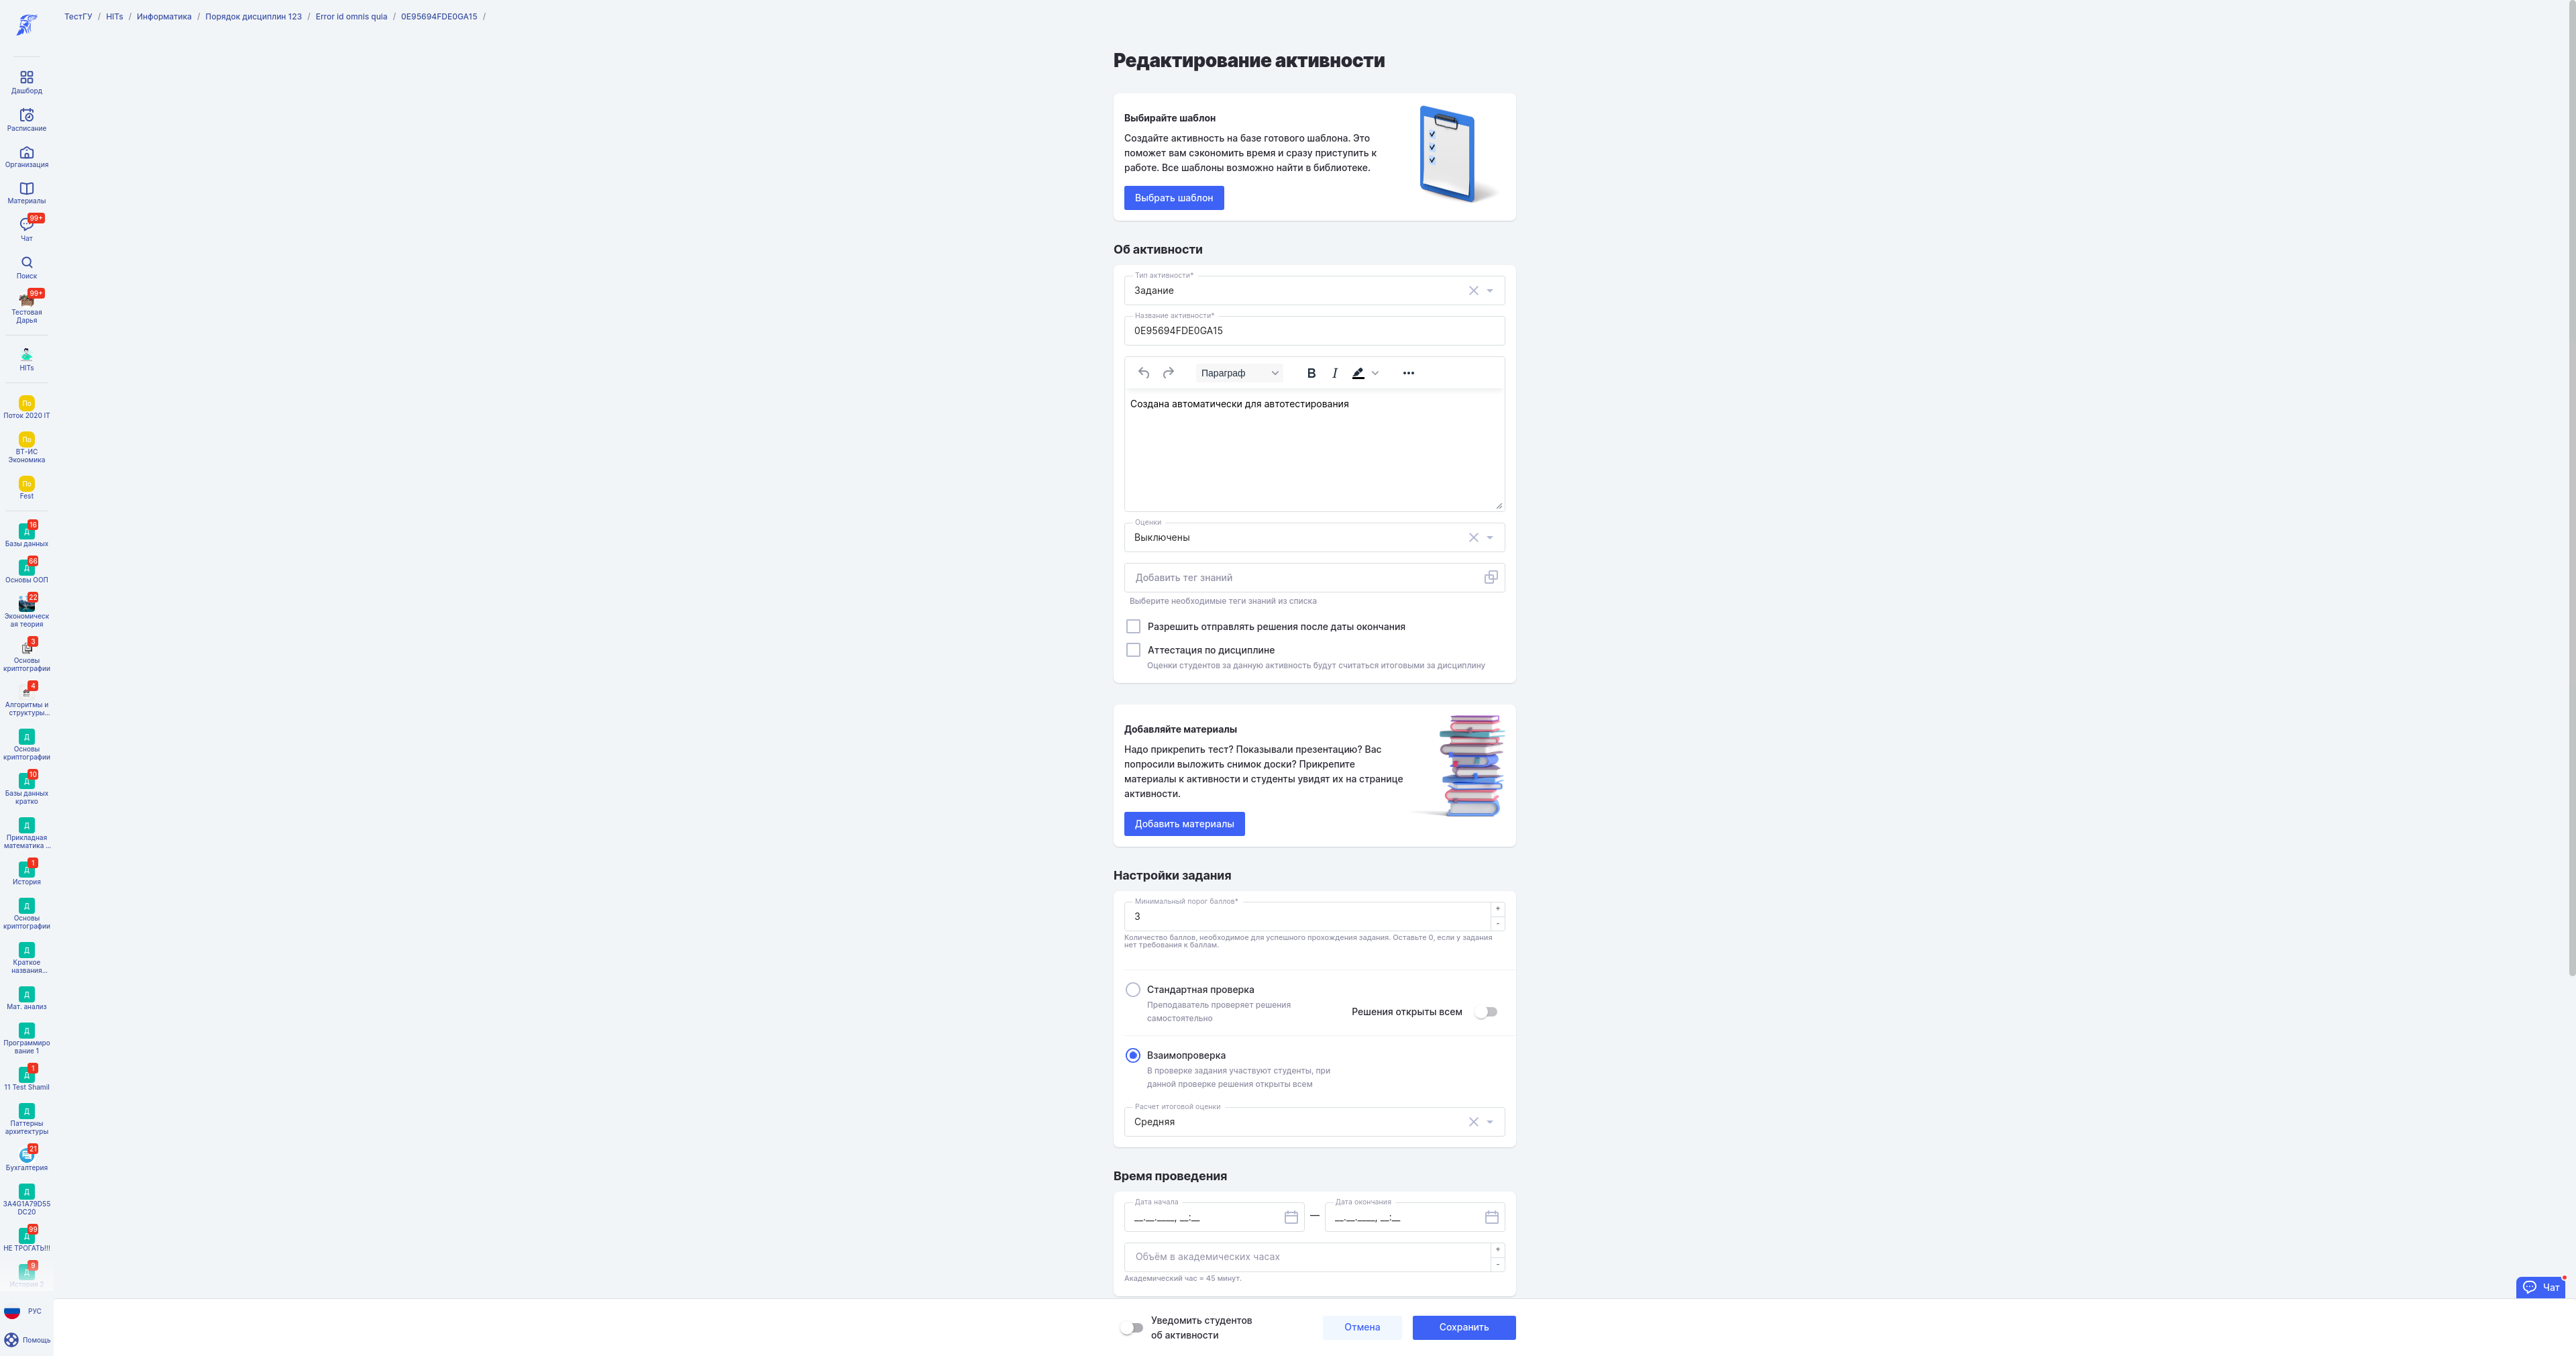 ТестГУ / HITs / Информатика / Порядок дисциплин 123 / Error id omnis quia / 0E95694FDE0GA15 /
Дашборд
Расписание
Организация
Материалы
99+
Чат
Поиск
99+
Тестовая
Дарья
HITs
По
Поток 2020 IT
По
ВТ-ИС
Экономика
По
Fest
16
Д
Базы данных
66
Д
Основы ООП
22
Экономическ
ая теория
3
Основы
криптографии
4
Алгоритмы и
структуры...
Д
Основы
криптографии
10
Д
Базы данных
кратко
Д
Прикладная
математика ...
1
Д
История
Д
Основы
криптографии
Д
Краткое
названия...
Д
Мат. анализ
Д
Программиро
вание 1
1
Д
11 Test Shamil
Д
Паттерны
архитектуры
21
Бухгалтерия
Д
3A4G1A79D55
DC20
99
Д
НЕ ТРОГАТЬ!!!
9
Д
История 2
РУС
Помощь
Редактирование активности
Выбирайте шаблон
Создайте активность на базе готового шаблона. Это
поможет вам сэкономить время и сразу приступить к
работе. Все шаблоны возможно найти в библиотеке.
Выбрать шаблон
Об активности
Тип активности*
Задание
Название активности*
0E95694FDE0GA15
Параграф
B I
Создана автоматически для автотестирования
Оценки
Выключены
Добавить тег знаний
Выберите необходимые теги знаний из списка
Разрешить отправлять решения после даты окончания
Аттестация по дисциплине
Оценки студентов за данную активность будут считаться итоговыми за дисциплину
Добавляйте материалы
Надо прикрепить тест? Показывали презентацию? Вас
попросили выложить снимок доски? Прикрепите
материалы к активности и студенты увидят их на странице
активности.
Добавить материалы
Настройки задания
Минимальный порог баллов*
3
+
-
Количество баллов, необходимое для успешного прохождения задания. Оставьте 0, если у задания
нет требования к баллам.
Стандартная проверка
Преподаватель проверяет решения
самостоятельно
Решения открыты всем
Взаимопроверка
В проверке задания участвуют студенты, при
данной проверке решения открыты всем
Расчет итоговой оценки
Средняя
Время проведения
Дата начала
__.__.____, __:__
—
Дата окончания
__.__.____, __:__
Объём в академических часах
+
-
Академический час = 45 минут.
Чат
Уведомить студентов
об активности
Отмена
Сохранить